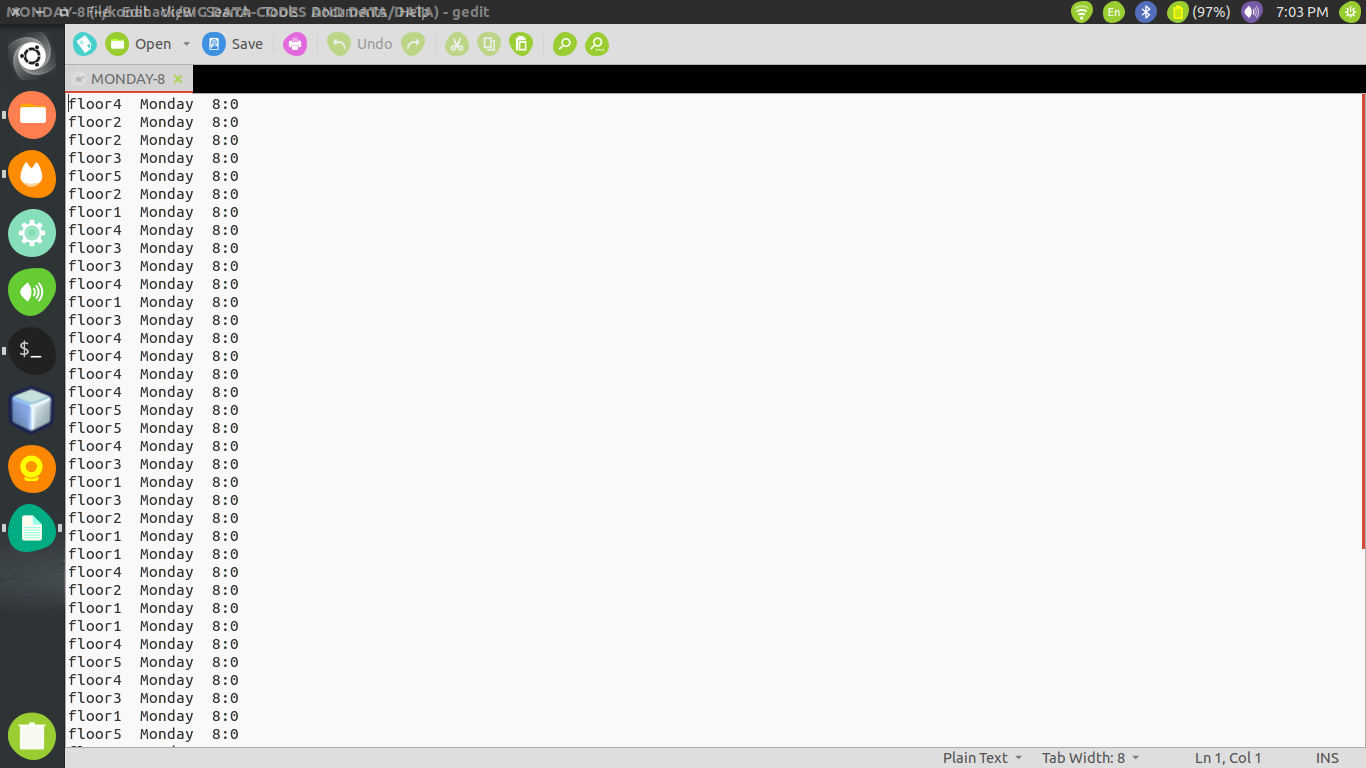 MONDAY-8 (~/korehack/BIG DATA-CODES AND DATA/DATA) - gedit
File Edit View Search Tools Documents Help
En (97%) 7:03 PM
Open Save Undo
MONDAY-8
floor4 Monday 8:0
floor2 Monday 8:0
floor2 Monday 8:0
floor3 Monday 8:0
floor5 Monday 8:0
floor2 Monday 8:0
floor1 Monday 8:0
floor4 Monday 8:0
floor3 Monday 8:0
floor3 Monday 8:0
floor4 Monday 8:0
floor1 Monday 8:0
floor3 Monday 8:0
floor4 Monday 8:0
floor4 Monday 8:0
floor4 Monday 8:0
floor4 Monday 8:0
floor5 Monday 8:0
floor5 Monday 8:0
floor4 Monday 8:0
floor3 Monday 8:0
floor1 Monday 8:0
floor3 Monday 8:0
floor2 Monday 8:0
floor1 Monday 8:0
floor1 Monday 8:0
floor4 Monday 8:0
floor2 Monday 8:0
floor1 Monday 8:0
floor1 Monday 8:0
floor4 Monday 8:0
floor5 Monday 8:0
floor4 Monday 8:0
floor3 Monday 8:0
floor1 Monday 8:0
floor5 Monday 8:0
$_
Plain Text Tab Width: 8 Ln 1, Col 1 INS